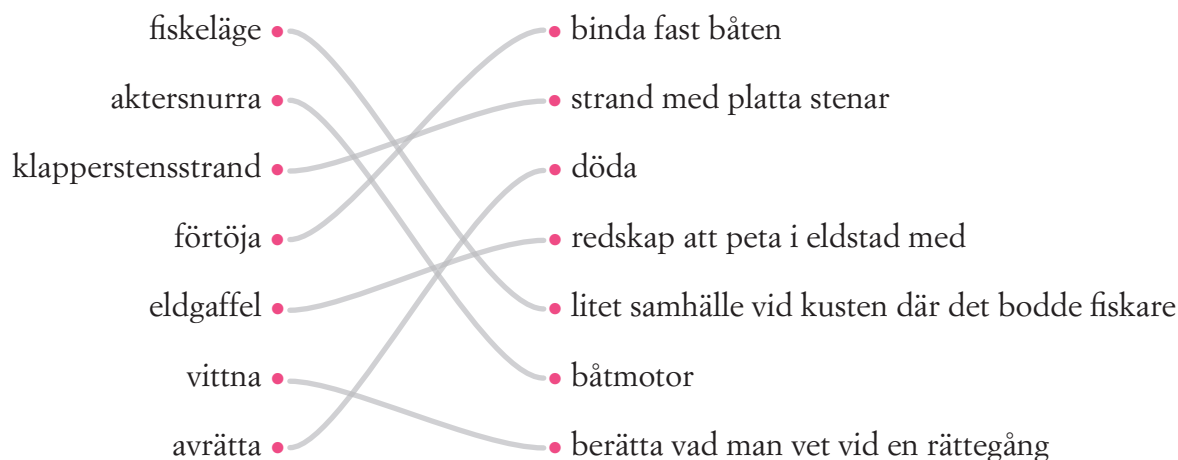 fiskeläge binda fast båten
aktersnurra strand med platta stenar
klapperstensstrand döda
förtöja redskap att peta i eldstad med
eldgaffel litet samhälle vid kusten där det bodde fiskare
vittna båtmotor
avrätta berätta vad man vet vid en rättegång